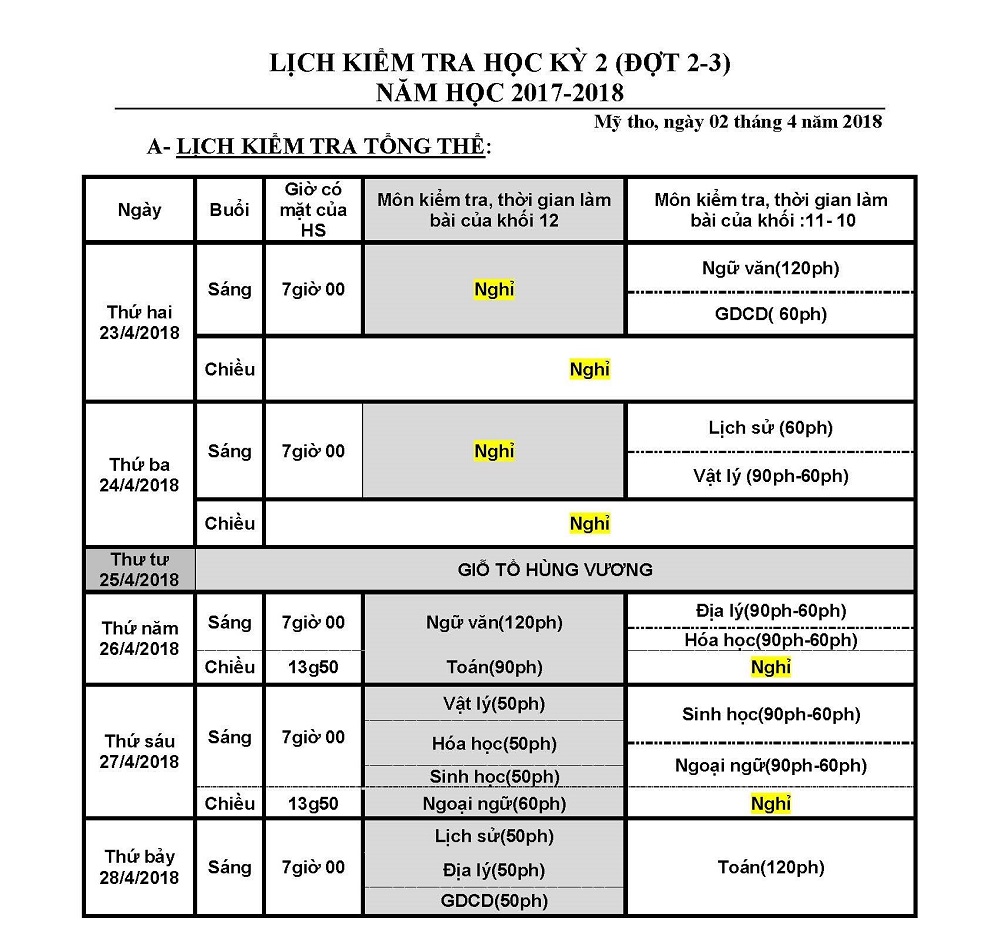 LỊCH KIỂM TRA HỌC KỲ 2 (ĐỢT 2-3)
NĂM HỌC 2017-2018
Mỹ tho, ngày 02 tháng 4 năm 2018
A- LỊCH KIỂM TRA TỔNG THỂ:
Ngày
Buổi
Giờ có
mặt của
HS
Môn kiểm tra, thời gian làm
bài của khối 12
Môn kiểm tra, thời gian làm
bài của khối :11- 10
Thứ hai
23/4/2018
Sáng
7giờ 00
Nghỉ
Ngữ văn(120ph)
GDCD( 60ph)
Chiều
Nghỉ
Thứ ba
24/4/2018
Sáng
7giờ 00
Nghỉ
Lịch sử (60ph)
Vật lý (90ph-60ph)
Chiều
Nghỉ
Thư tư
25/4/2018
GIỖ TỔ HÙNG VƯƠNG
Thứ năm
26/4/2018
Sáng
7giờ 00
Ngữ văn(120ph)
Địa lý(90ph-60ph)
Hóa học(90ph-60ph)
Chiều
13g50
Toán(90ph)
Nghỉ
Thứ sáu
27/4/2018
Sáng
7giờ 00
Vật lý(50ph)
Hóa học(50ph)
Sinh học(50ph)
Sinh học(90ph-60ph)
Ngoại ngữ(90ph-60ph)
Chiều
13g50
Ngoại ngữ(60ph)
Nghỉ
Thứ bảy
28/4/2018
Sáng
7giờ 00
Lịch sử(50ph)
Địa lý(50ph)
GDCD(50ph)
Toán(120ph)